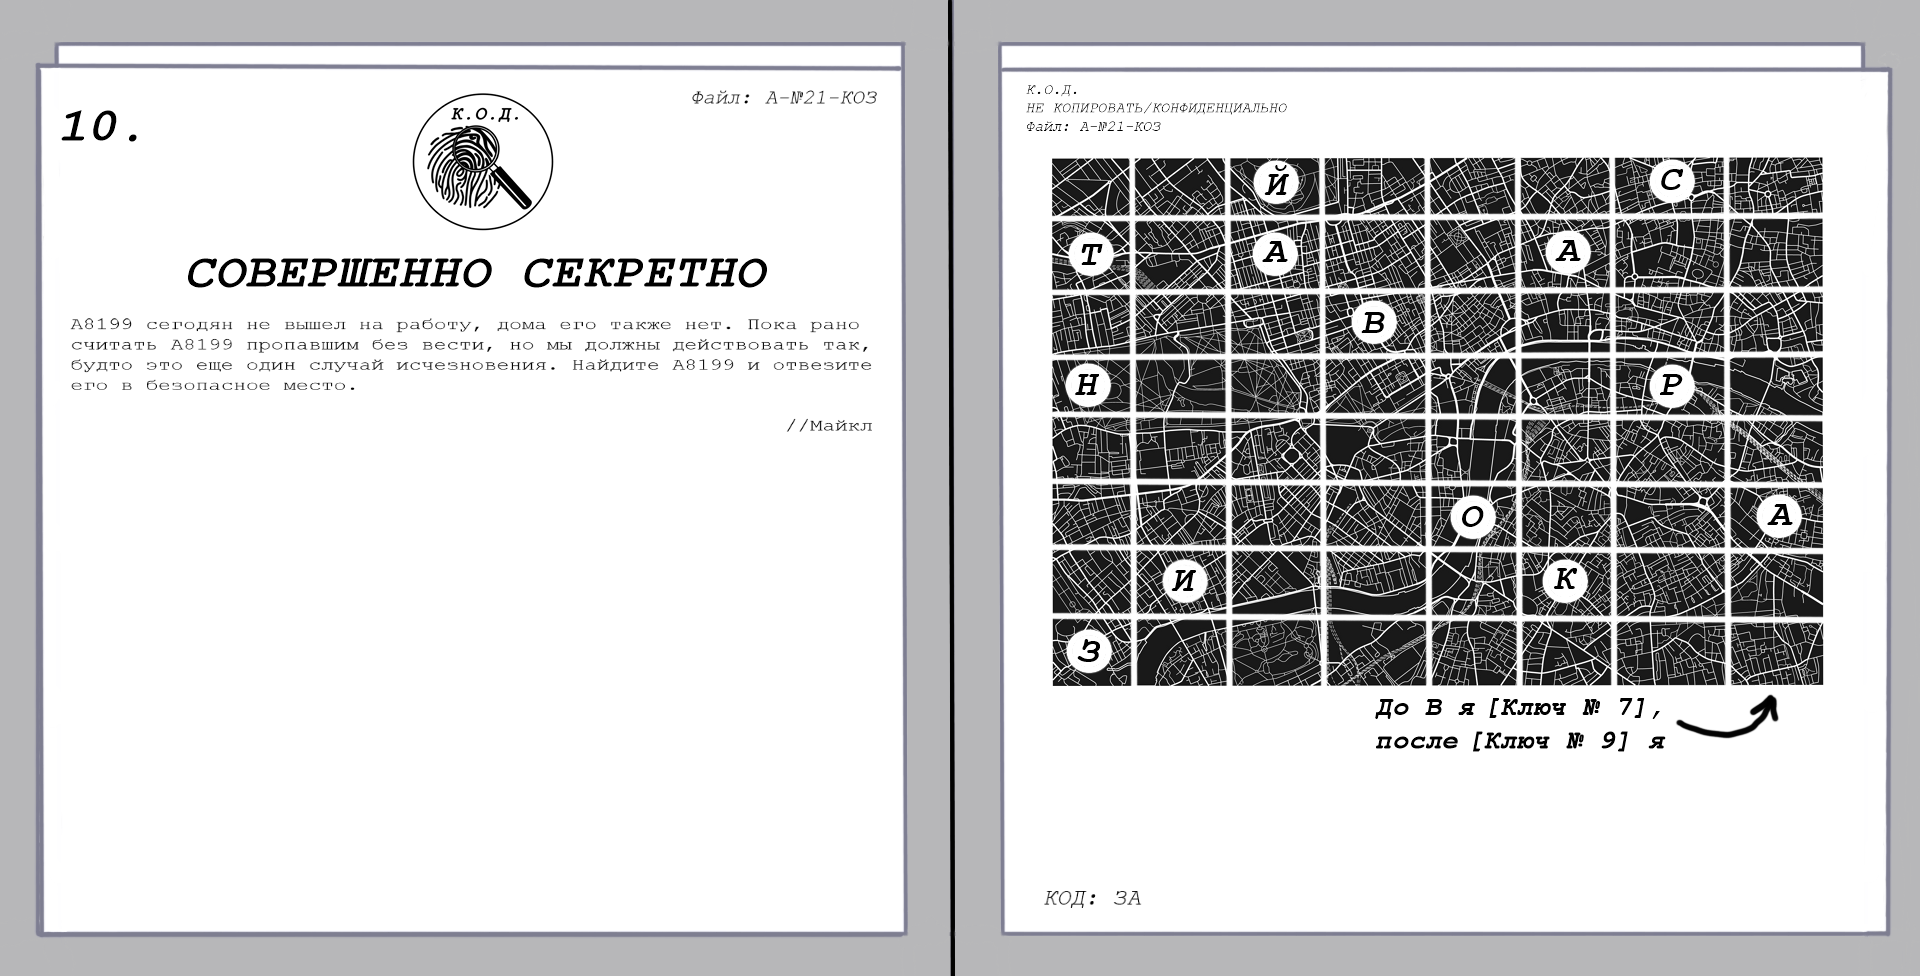 10.
К.О.Д.
Файл: А-№21-КОЗ
СОВЕРШЕННО СЕКРЕТНО
А8199 сегодян не вышел на работу, дома его также нет. Пока рано
считать А8199 пропавшим без вести, но мы должны действовать так,
будто это еще один случай исчезновения. Найдите А8199 и отвезите
его в безопасное место.
//Майкл
К.О.Д.
НЕ КОПИРОВАТЬ/КОНФИДЕНЦИАЛЬНО
Файл: А-№21-КОЗ
Й С
Т А А
В
Н Р
О А
И К
З
До В я [Ключ № 7],
после [Ключ № 9] я
КОД: ЗА